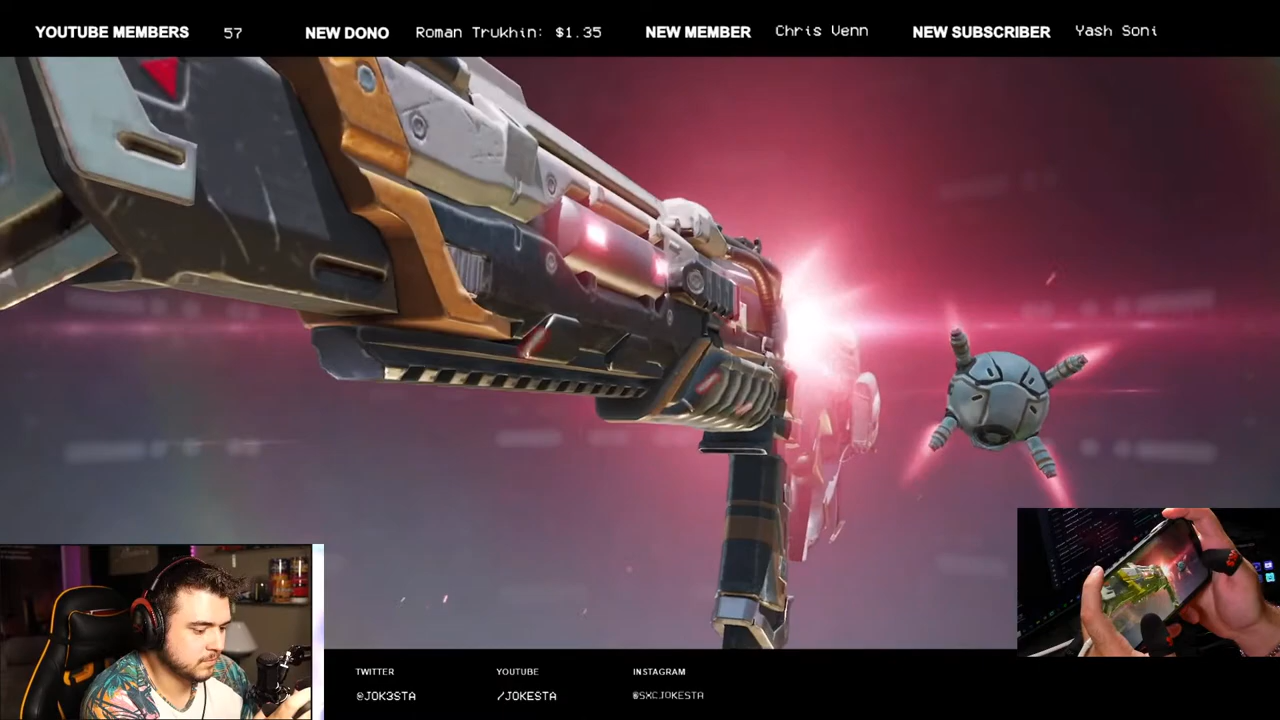 YOUTUBE MEMBERS 57 NEW DONO Roman Trukhin: $1.35 NEW MEMBER Chris Venn NEW SUBSCRIBER Yash Soni
TWITTER YOUTUBE INSTAGRAM
@JOK3STA /JOKESTA @SXCJOKESTA